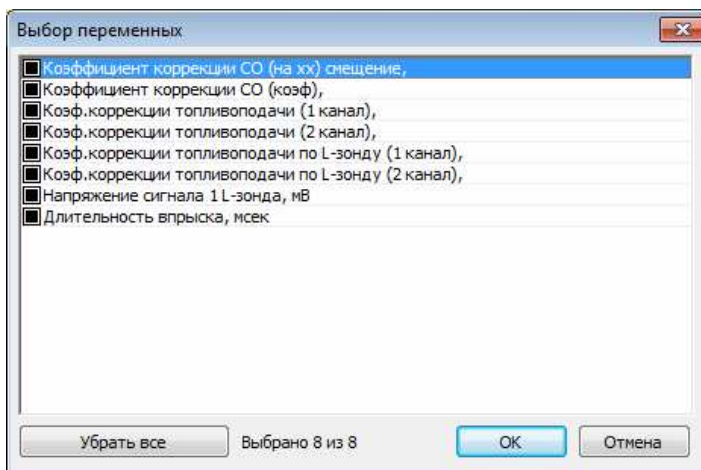 Выбор переменных
Коэффициент коррекции СО (на хх) смещение,
Коэффициент коррекции СО (коэф),
Коэф.коррекции топливоподачи (1 канал),
Коэф.коррекции топливоподачи (2 канал),
Коэф.коррекции топливоподачи по L-зонду (1 канал),
Коэф.коррекции топливоподачи по L-зонду (2 канал),
Напряжение сигнала 1 L-зонда, мВ
Длительность впрыска, мсек
Убрать все Выбрано 8 из 8 OK Отмена